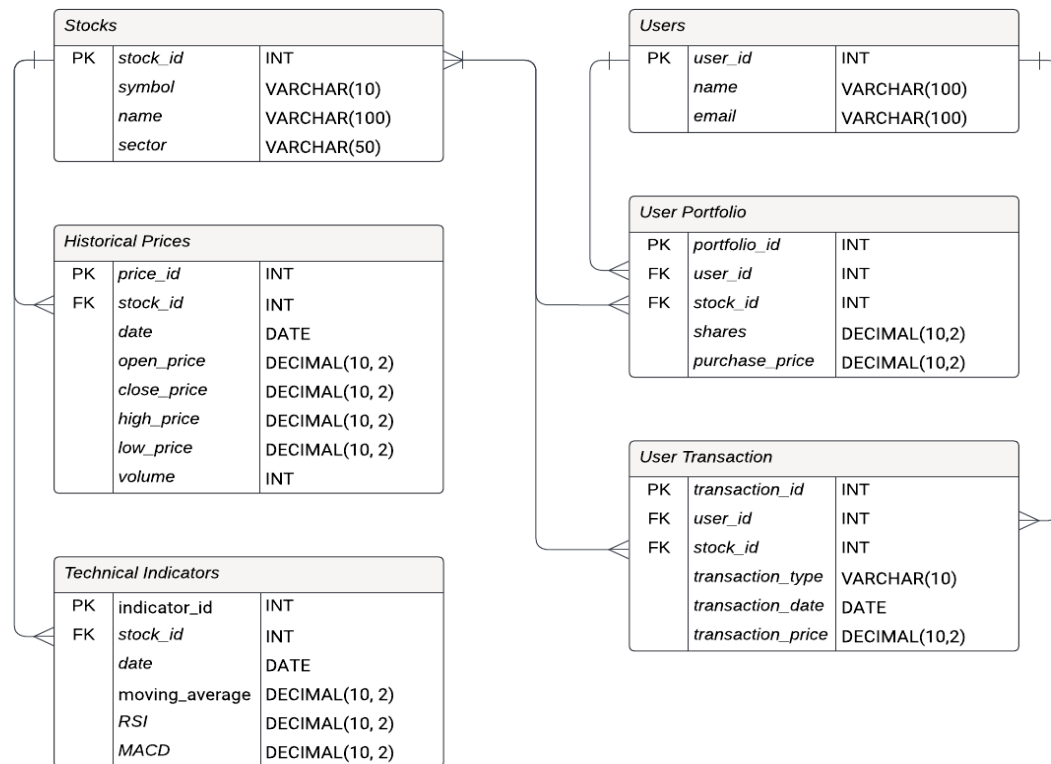 Stocks
PK stock_id INT
symbol VARCHAR(10)
name VARCHAR(100)
sector VARCHAR(50)
Historical Prices
PK price_id INT
FK stock_id INT
date DATE
open_price DECIMAL(10, 2)
close_price DECIMAL(10, 2)
high_price DECIMAL(10, 2)
low_price DECIMAL(10, 2)
volume INT
Technical Indicators
PK indicator_id INT
FK stock_id INT
date DATE
moving_average DECIMAL(10, 2)
RSI DECIMAL(10, 2)
MACD DECIMAL(10, 2)
Users
PK user_id INT
name VARCHAR(100)
email VARCHAR(100)
User Portfolio
PK portfolio_id INT
FK user_id INT
FK stock_id INT
shares DECIMAL(10,2)
purchase_price DECIMAL(10,2)
User Transaction
PK transaction_id INT
FK user_id INT
FK stock_id INT
transaction_type VARCHAR(10)
transaction_date DATE
transaction_price DECIMAL(10,2)